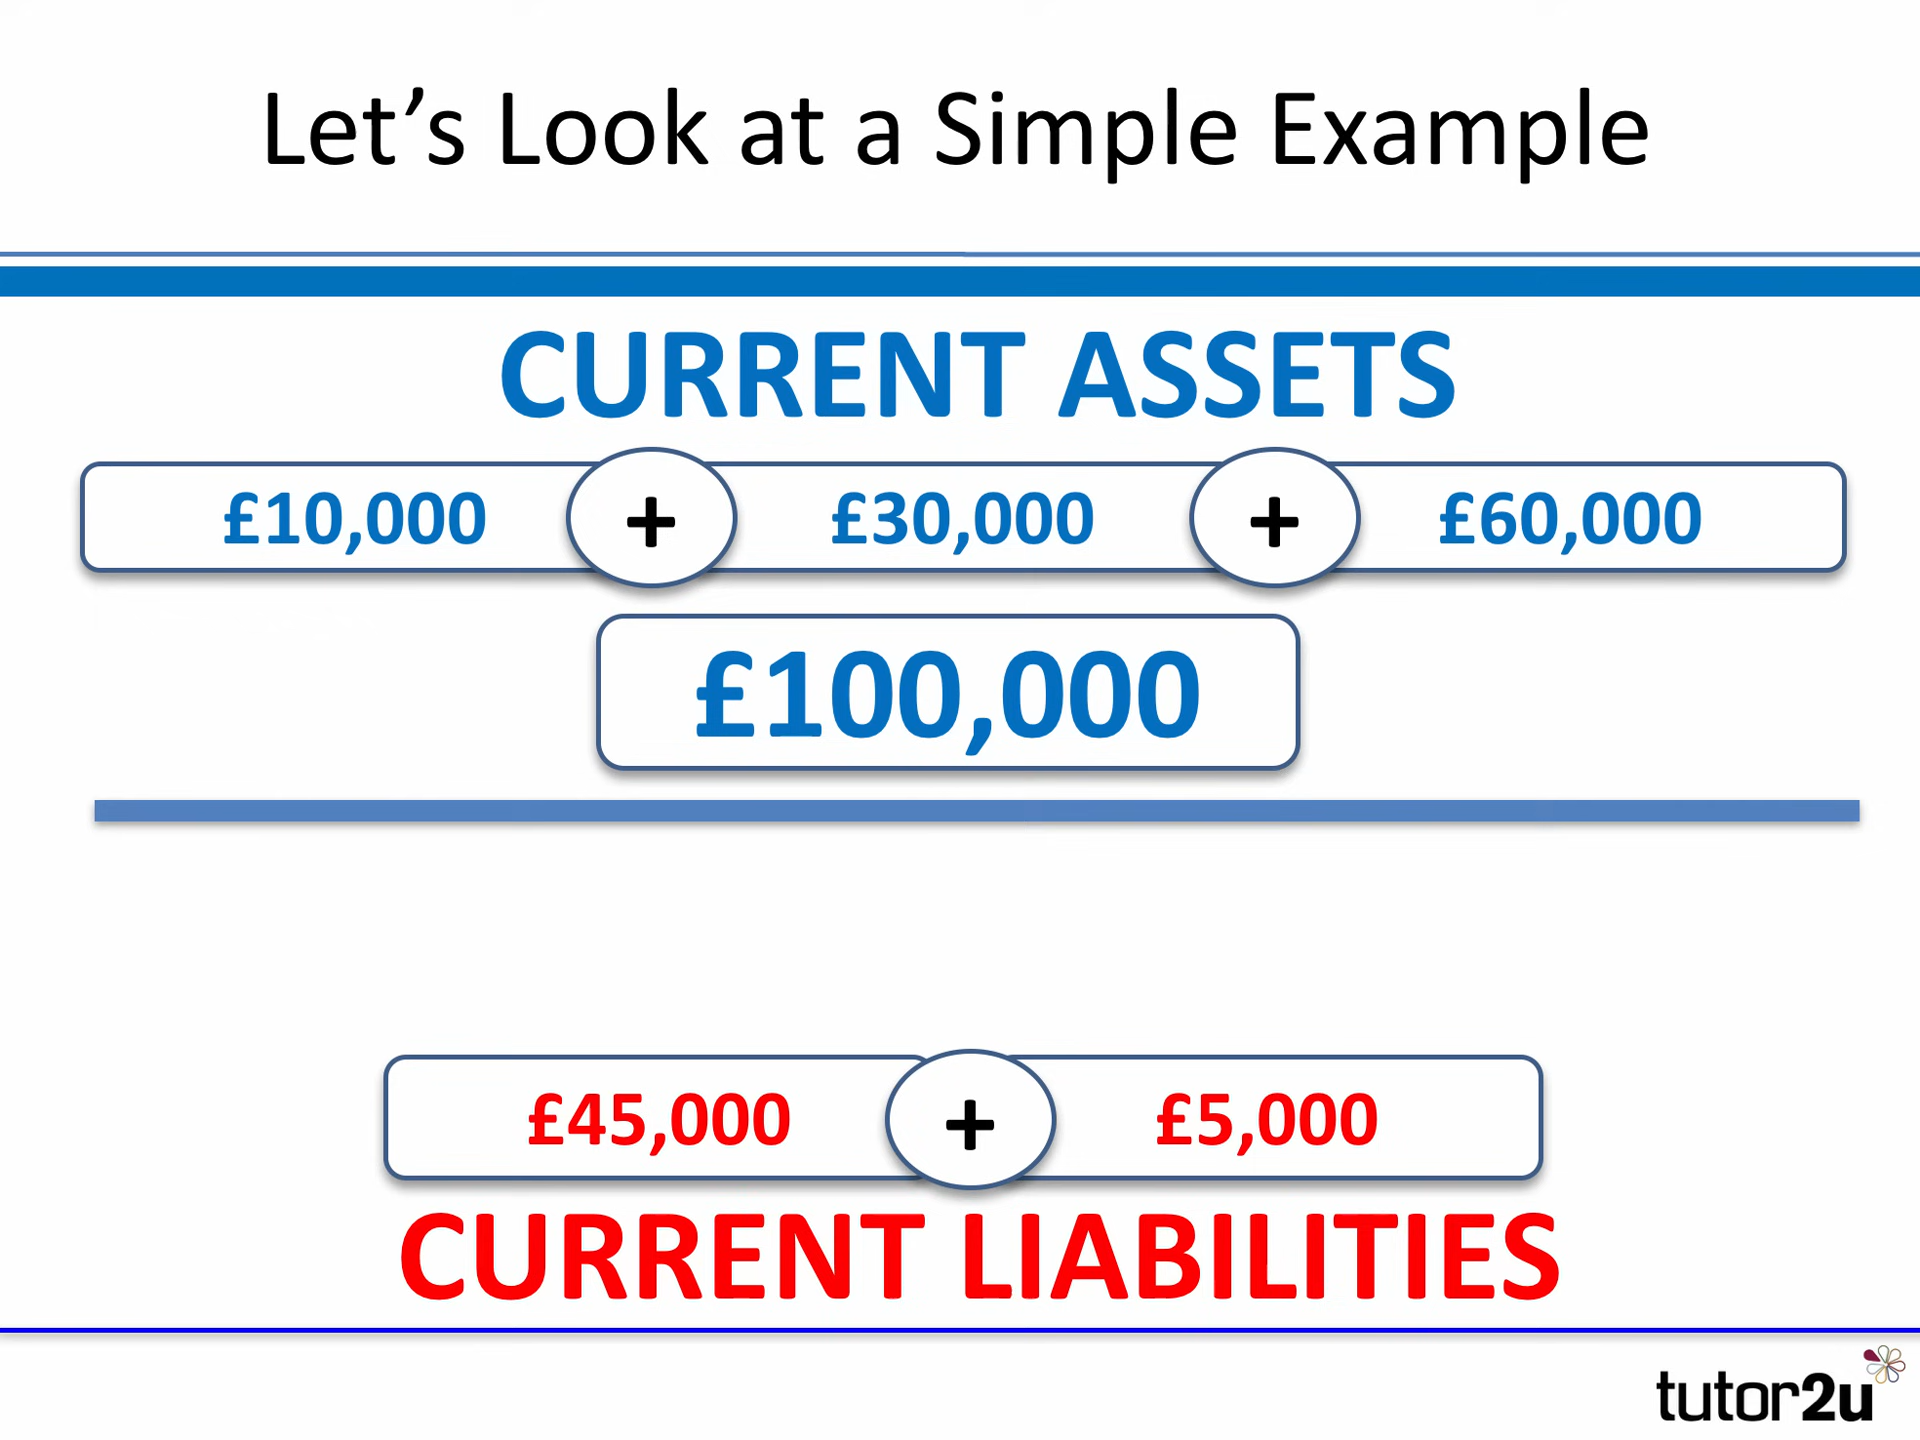 Let’s Look at a Simple Example
CURRENT ASSETS
£10,000 + £30,000 + £60,000
£100,000
£45,000 + £5,000
CURRENT LIABILITIES
tutor2u